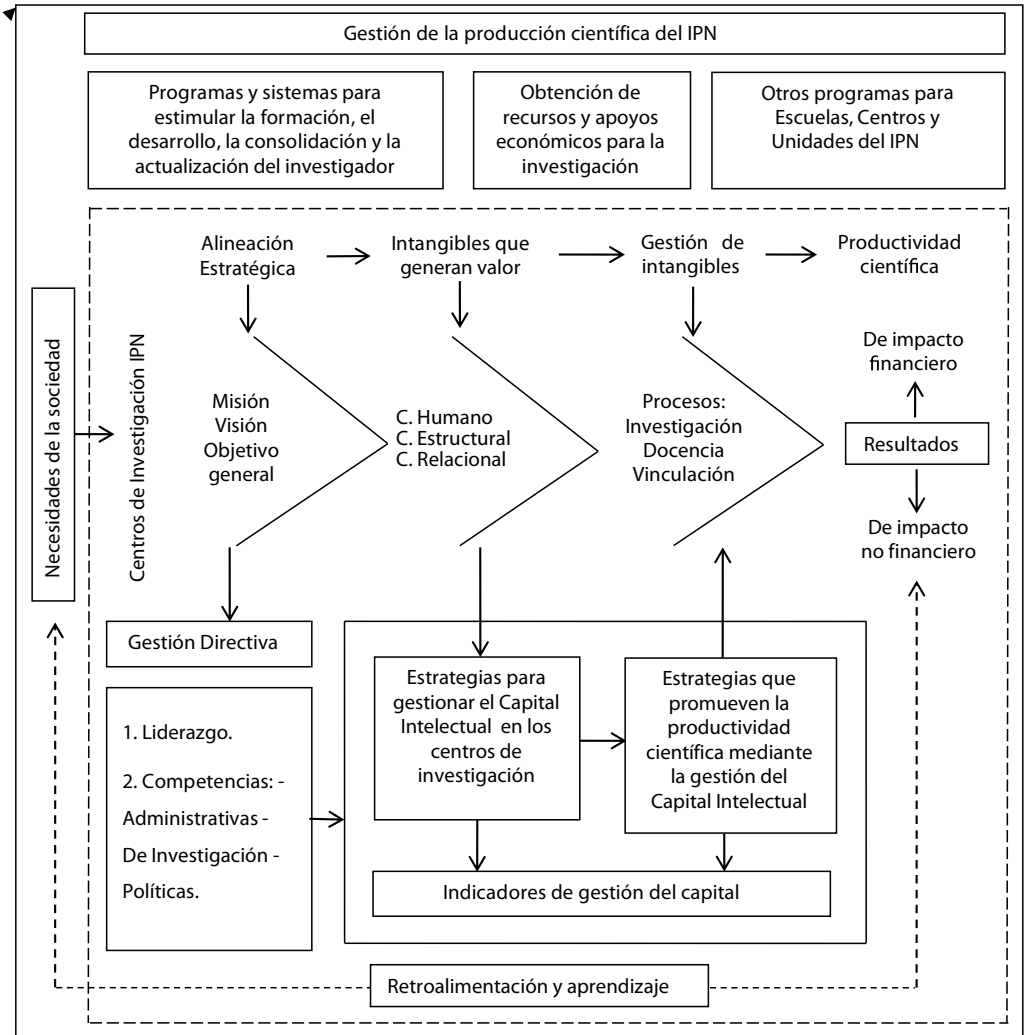 Gestión de la producción científica del IPN
Programas y sistemas para
estimular la formación, el
desarrollo, la consolidación y la
actualización del investigador
Obtención de
recursos y apoyos
económicos para la
investigación
Otros programas para
Escuelas, Centros y
Unidades del IPN
Alineación
Estratégica
Intangibles que
generan valor
Gestión de
intangibles
Productividad
científica
Necesidades de la sociedad
Centros de Investigación IPN
Misión
Visión
Objetivo
general
C. Humano
C. Estructural
C. Relacional
Procesos:
Investigación
Docencia
Vinculación
De impacto
financiero
Resultados
De impacto
no financiero
Gestión Directiva
1. Liderazgo.
2. Competencias: -
Administrativas -
De Investigación -
Políticas.
Estrategias para
gestionar el Capital
Intelectual en los
centros de
investigación
Estrategias que
promueven la
productividad
científica mediante
la gestión del
Capital Intelectual
Indicadores de gestión del capital
Retroalimentación y aprendizaje